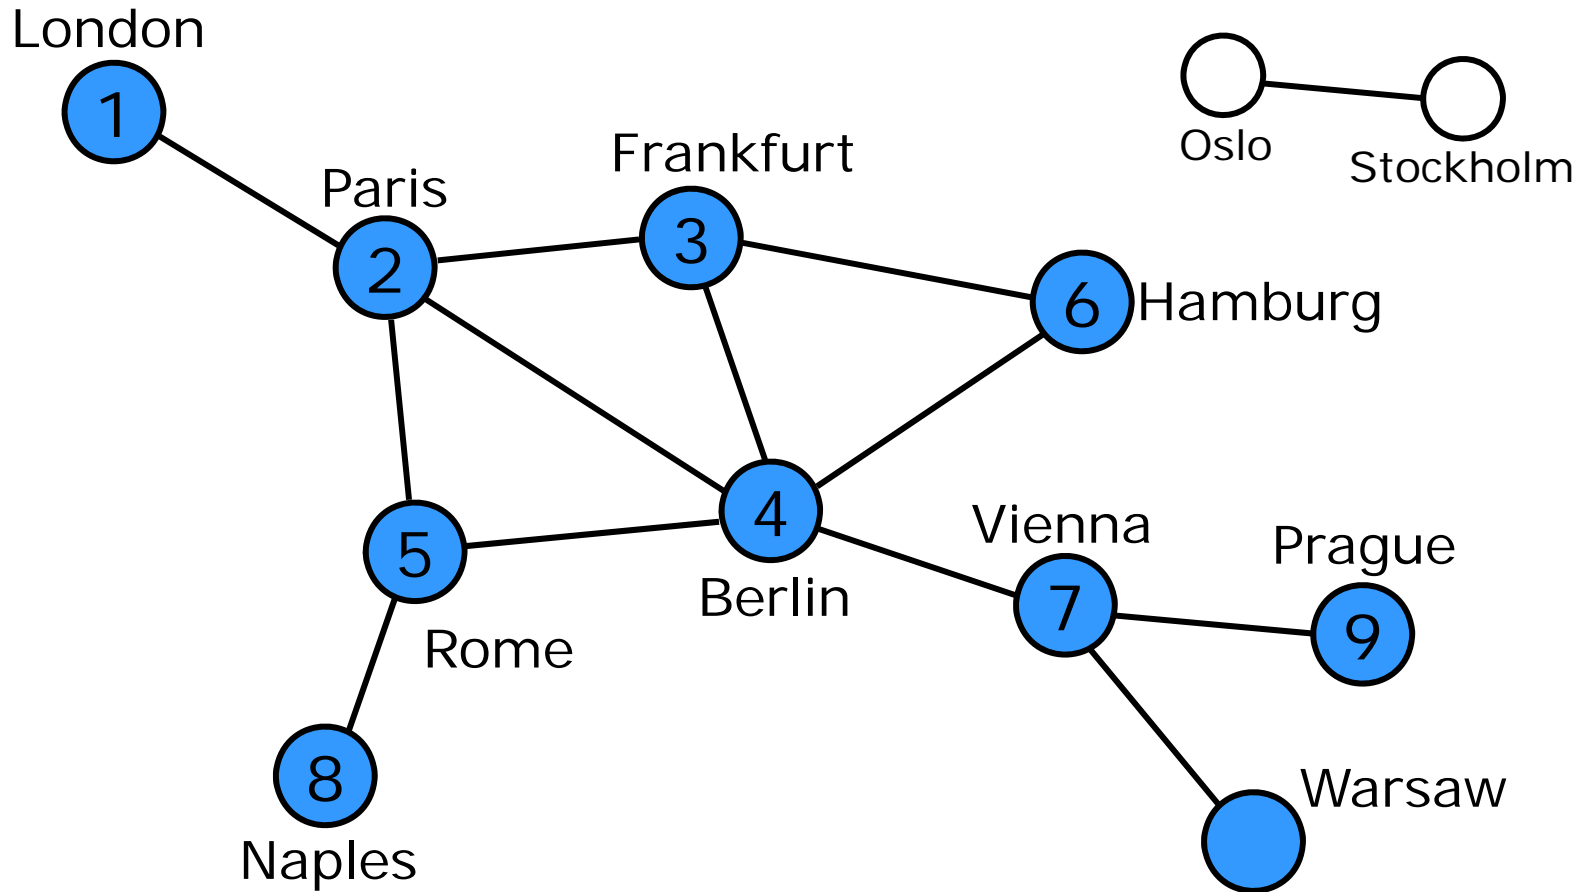 London
1
Oslo
Stockholm
Frankfurt
Paris
3
2
6
Hamburg
4
Vienna
Prague
5
Berlin
7
9
Rome
8
Warsaw
Naples